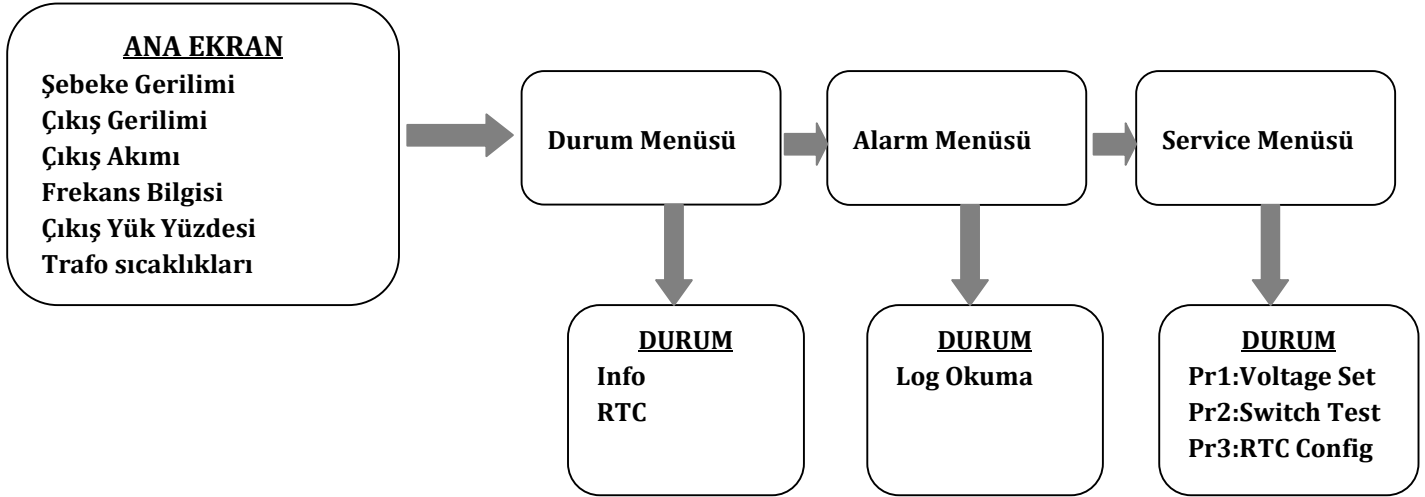 ANA EKRAN
Şebeke Gerilimi
Çıkış Gerilimi
Çıkış Akımı
Frekans Bilgisi
Çıkış Yük Yüzdesi
Trafo sıcaklıkları
Durum Menüsü
Alarm Menüsü
Service Menüsü
DURUM
Info
RTC
DURUM
Log Okuma
DURUM
Pr1:Voltage Set
Pr2:Switch Test
Pr3:RTC Config